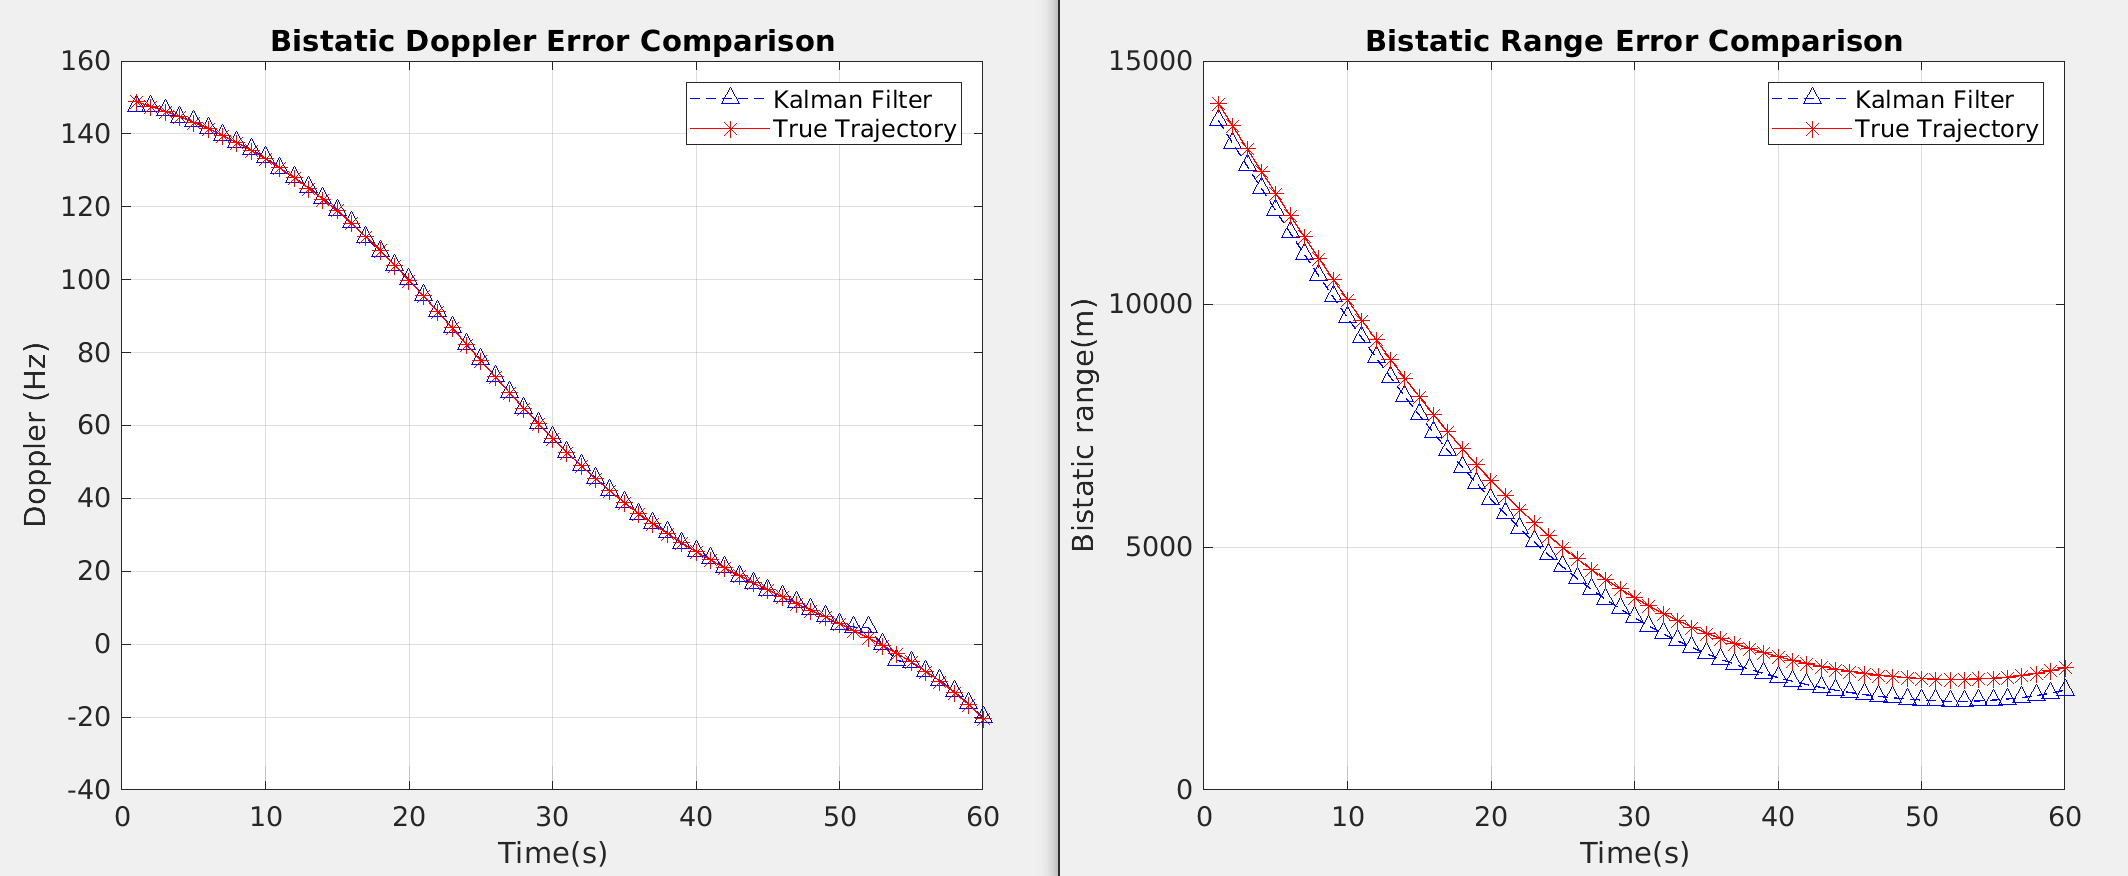 Bistatic Doppler Error Comparison
160
140
120
100
80
60
40
20
0
-20
-40
Doppler (Hz)
Kalman Filter
True Trajectory
0 10 20 30 40 50 60
Time(s)
Bistatic Range Error Comparison
15000
10000
5000
0
Bistatic range(m)
Kalman Filter
True Trajectory
0 10 20 30 40 50 60
Time(s)